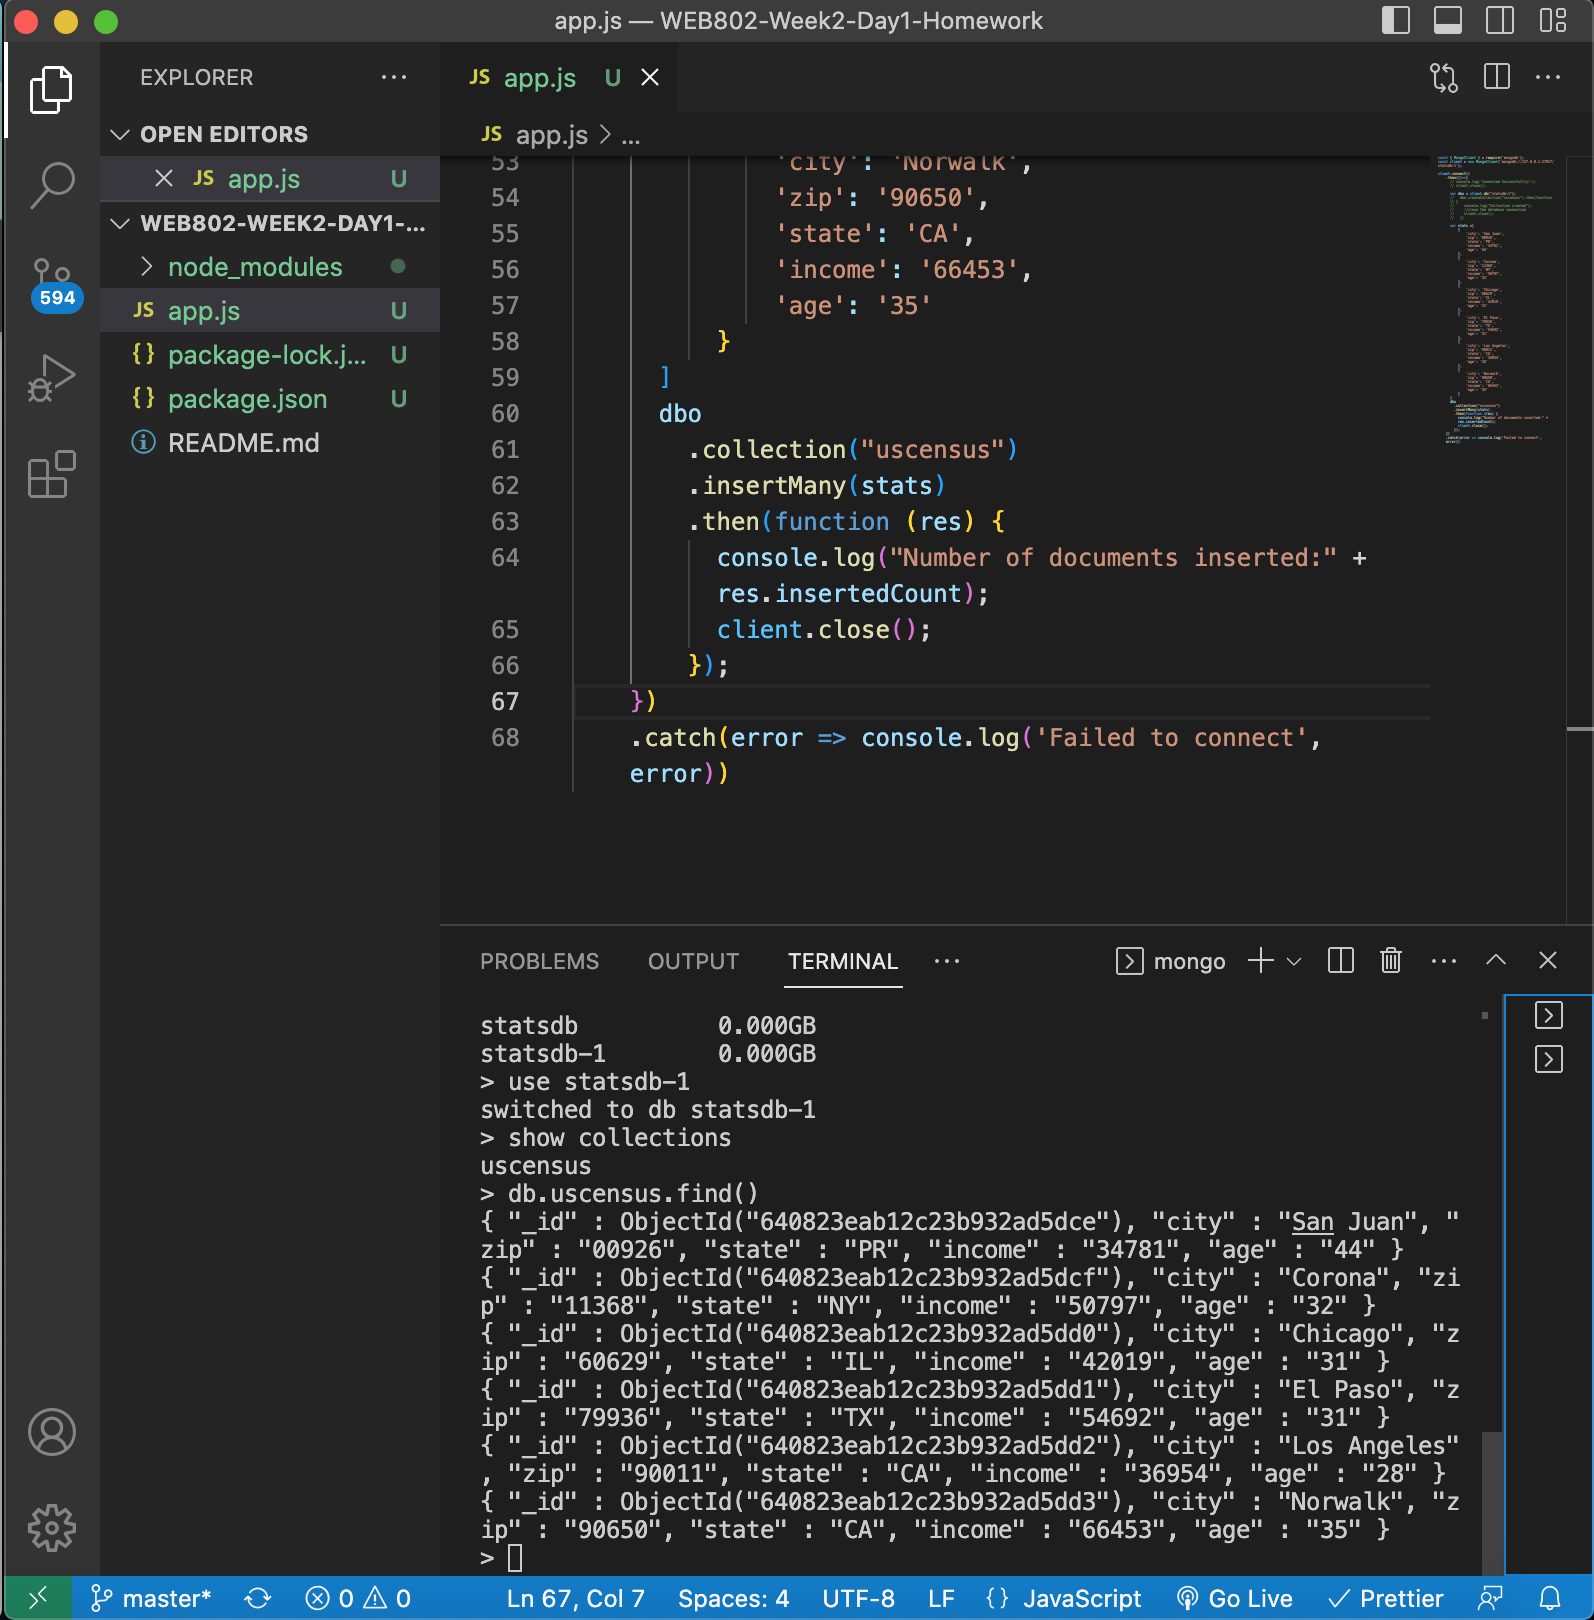 app.js — WEB802-Week2-Day1-Homework
EXPLORER
OPEN EDITORS
JS app.js U
WEB802-WEEK2-DAY1-...
node_modules
JS app.js U
{} package-lock.j... U
{} package.json U
README.md
594
JS app.js U
JS app.js > ...
53 'city': 'Norwalk',
54 'zip': '90650',
55 'state': 'CA',
56 'income': '66453',
57 'age': '35'
58 }
59 ]
60 dbo
61 .collection("uscensus")
62 .insertMany(stats)
63 .then(function (res) {
64 console.log("Number of documents inserted:" +
res.insertedCount);
65 client.close();
66 });
67 })
68 .catch(error => console.log('Failed to connect',
error))
PROBLEMS OUTPUT TERMINAL ... mongo
statsdb 0.000GB
statsdb-1 0.000GB
> use statsdb-1
switched to db statsdb-1
> show collections
uscensus
> db.uscensus.find()
{ "_id" : ObjectId("640823eab12c23b932ad5dce"), "city" : "San Juan", "
zip" : "00926", "state" : "PR", "income" : "34781", "age" : "44" }
{ "_id" : ObjectId("640823eab12c23b932ad5dcf"), "city" : "Corona", "zi
p" : "11368", "state" : "NY", "income" : "50797", "age" : "32" }
{ "_id" : ObjectId("640823eab12c23b932ad5dd0"), "city" : "Chicago", "z
ip" : "60629", "state" : "IL", "income" : "42019", "age" : "31" }
{ "_id" : ObjectId("640823eab12c23b932ad5dd1"), "city" : "El Paso", "z
ip" : "79936", "state" : "TX", "income" : "54692", "age" : "31" }
{ "_id" : ObjectId("640823eab12c23b932ad5dd2"), "city" : "Los Angeles"
, "zip" : "90011", "state" : "CA", "income" : "36954", "age" : "28" }
{ "_id" : ObjectId("640823eab12c23b932ad5dd3"), "city" : "Norwalk", "z
ip" : "90650", "state" : "CA", "income" : "66453", "age" : "35" }
>
master* 0 0 Ln 67, Col 7 Spaces: 4 UTF-8 LF {} JavaScript Go Live Prettier